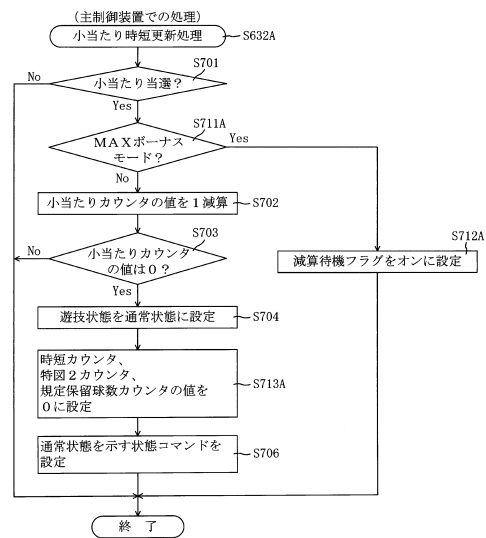 (主制御装置での処理)
小当たり時短更新処理
S632A
S701
小当たり当選?
No
Yes
S711A
MAXボーナス
モード?
Yes
No
小当たりカウンタの値を1減算
S702
S703
小当たりカウンタ
の値は0?
No
Yes
S712A
減算待機フラグをオンに設定
遊技状態を通常状態に設定
S704
時短カウンタ、
特図2カウンタ、
規定保留球数カウンタの値を
0に設定
S713A
通常状態を示す状態コマンドを
設定
S706
終 了